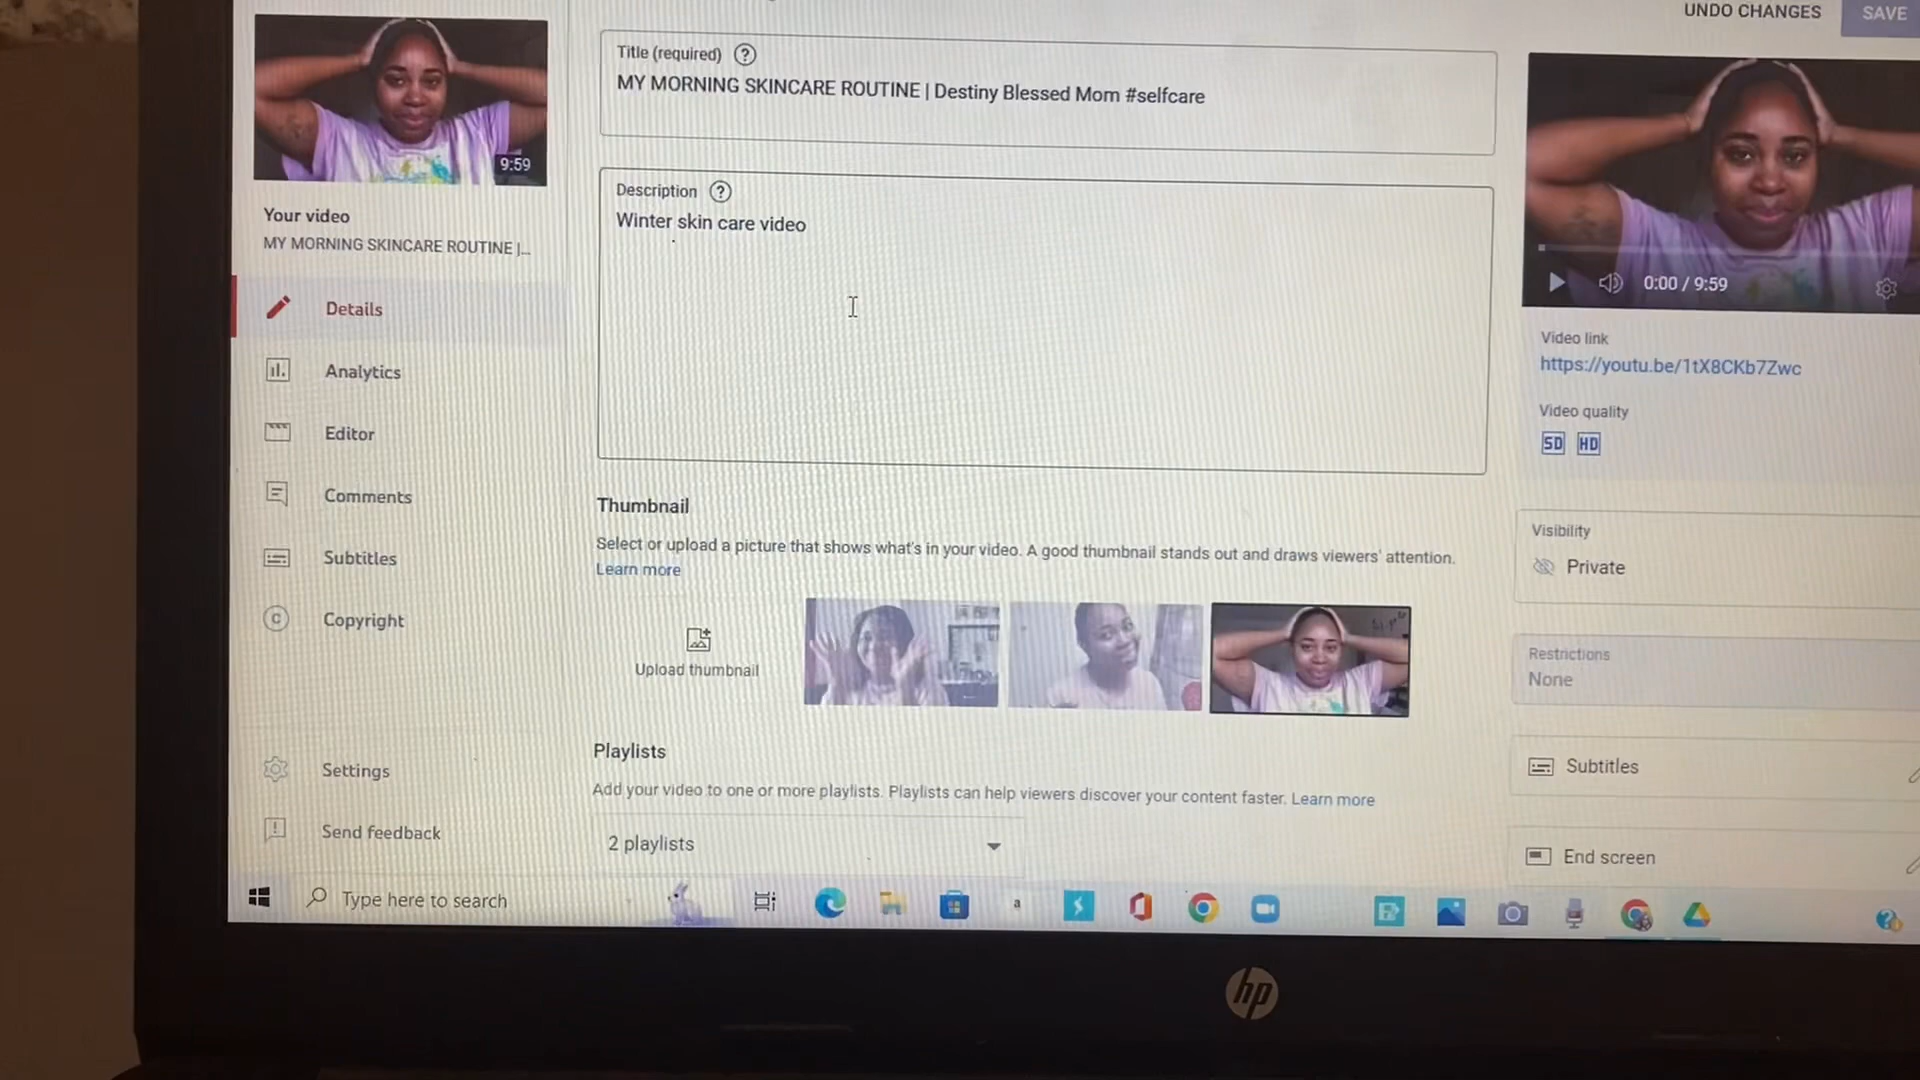 UNDO CHANGES
SAVE
9:59
Your video
MY MORNING SKINCARE ROUTINE |...
Details
Analytics
Editor
Comments
Subtitles
Copyright
Settings
Send feedback
Title (required)
MY MORNING SKINCARE ROUTINE | Destiny Blessed Mom #selfcare
Description
Winter skin care video
Thumbnail
Select or upload a picture that shows what's in your video. A good thumbnail stands out and draws viewers' attention.
Learn more
Upload thumbnail
Playlists
Add your video to one or more playlists. Playlists can help viewers discover your content faster. Learn more
2 playlists
0:00 / 9:59
Video link
https://youtu.be/1tX8CKb7Zwc
Video quality
SD HD
Visibility
Private
Restrictions
None
Subtitles
End screen
Type here to search
a
hp